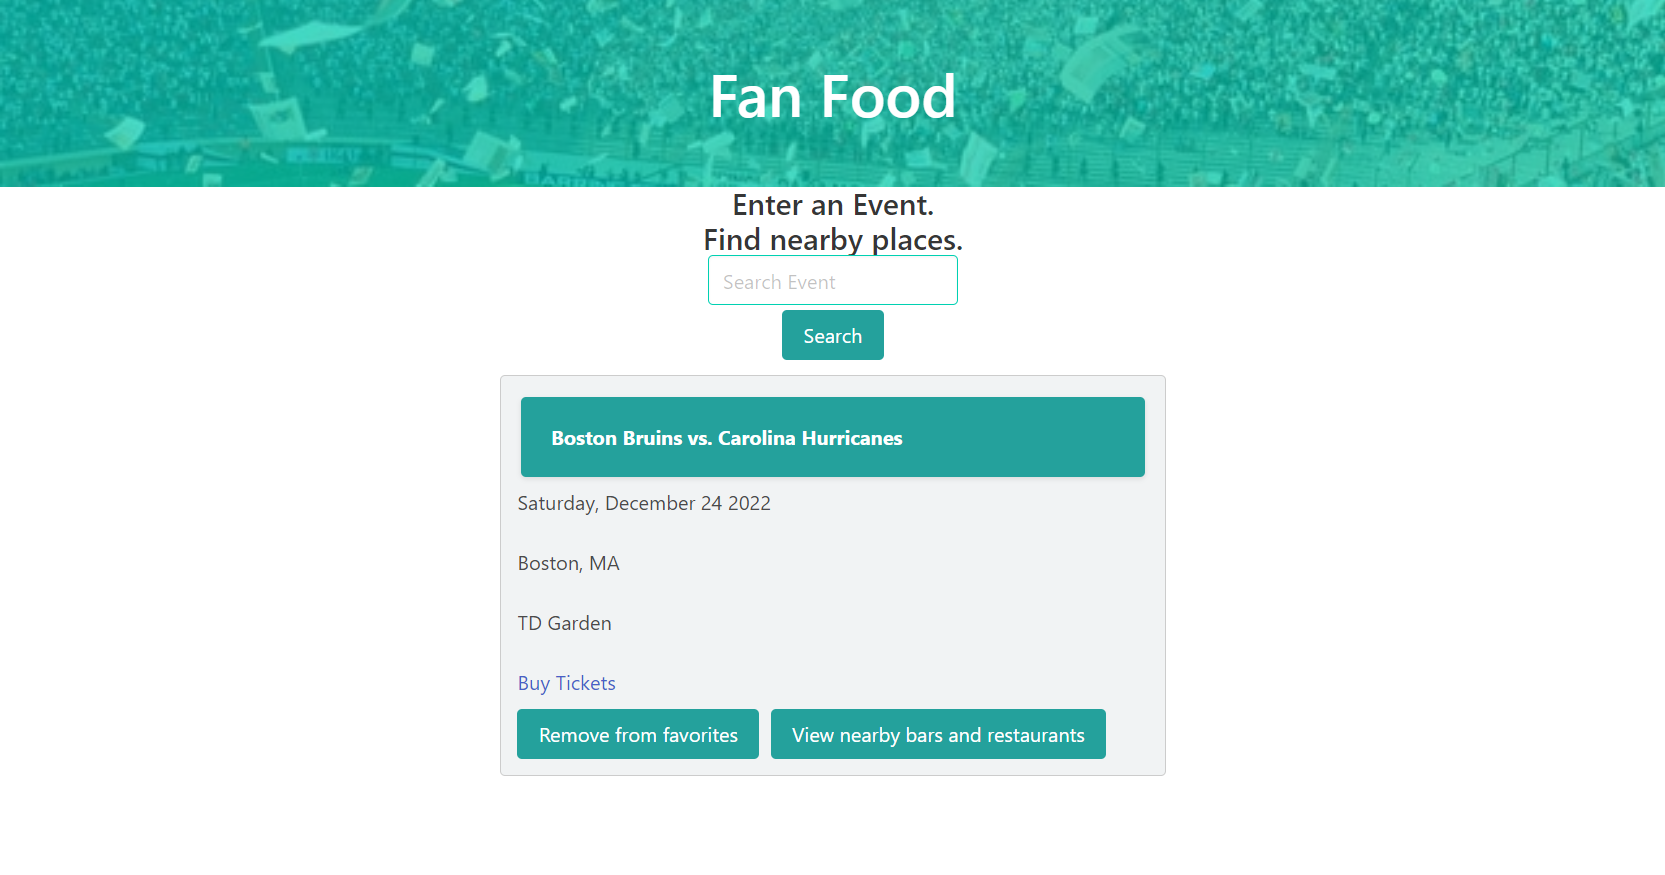 Fan Food
Enter an Event.
Find nearby places.
Search Event
Search
Boston Bruins vs. Carolina Hurricanes
Saturday, December 24 2022
Boston, MA
TD Garden
Buy Tickets
Remove from favorites
View nearby bars and restaurants